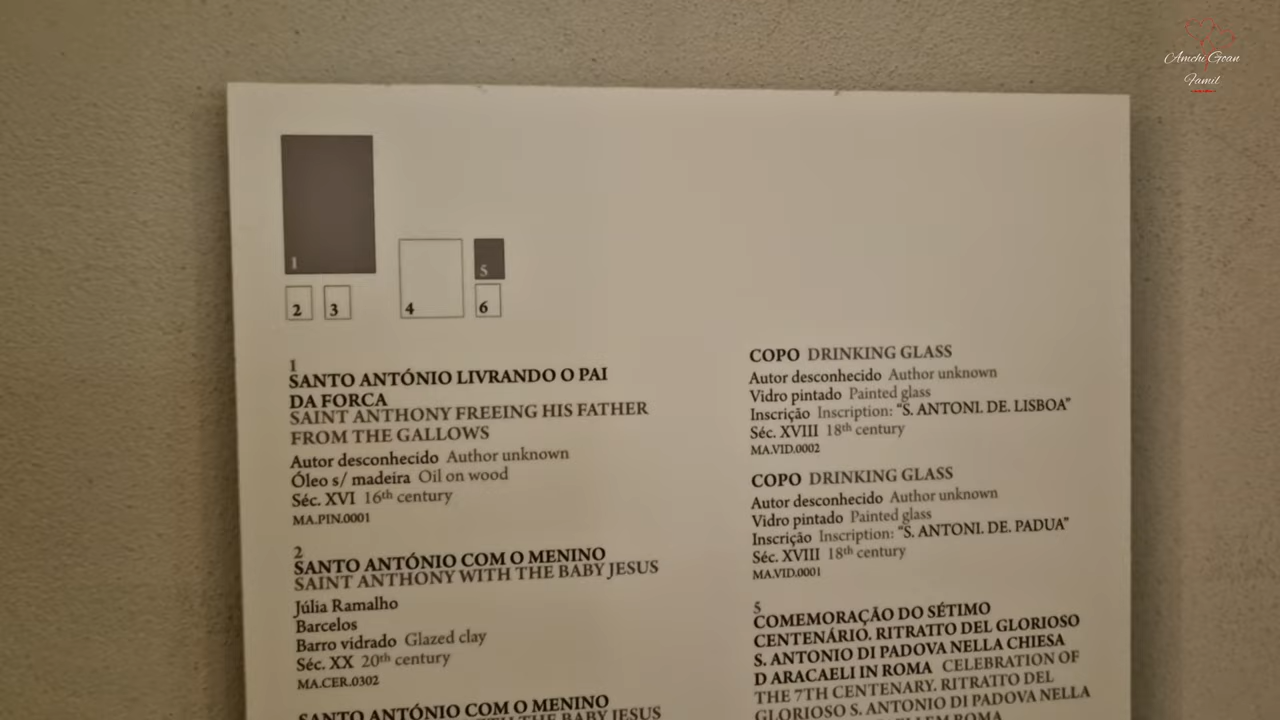 Amchi Goan
Famil
1
2
3
4
5
6
1
SANTO ANTÓNIO LIVRANDO O PAI
DA FORCA
SAINT ANTHONY FREEING HIS FATHER
FROM THE GALLOWS
Autor desconhecido Author unknown
Óleo s/ madeira Oil on wood
Séc. XVI 16th century
MA.PIN.0001
2
SANTO ANTÓNIO COM O MENINO
SAINT ANTHONY WITH THE BABY JESUS
Júlia Ramalho
Barcelos
Barro vidrado Glazed clay
Séc. XX 20th century
MA.CER.0302
SANTO ANTÓNIO COM O MENINO
WITH THE BABY JESUS
COPO DRINKING GLASS
Autor desconhecido Author unknown
Vidro pintado Painted glass
Inscrição Inscription: "S. ANTONI. DE. LISBOA"
Séc. XVIII 18th century
MA.VID.0002
COPO DRINKING GLASS
Autor desconhecido Author unknown
Vidro pintado Painted glass
Inscrição Inscription: "S. ANTONI. DE. PADUA"
Séc. XVIII 18th century
MA.VID.0001
5
COMEMORAÇÃO DO SÉTIMO
CENTENÁRIO. RITRATTO DEL GLORIOSO
S. ANTONIO DI PADOVA NELLA CHIESA
D ARACAELI IN ROMA CELEBRATION OF
THE 7TH CENTENARY. RITRATO DEL
GLORIOSO S. ANTONIO DI PADOVA NELLA
ROMA